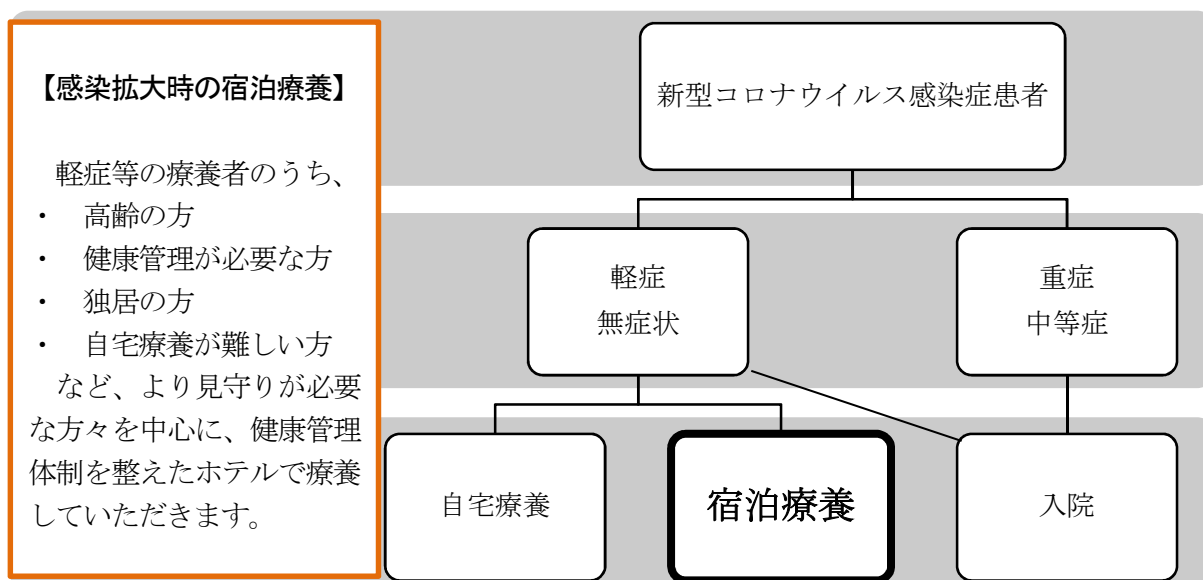 【感染拡大時の宿泊療養】
軽症等の療養者のうち、
・　高齢の方
・　健康管理が必要な方
・　独居の方
・　自宅療養が難しい方
など、より見守りが必要
な方々を中心に、健康管理
体制を整えたホテルで療養
していただきます。
新型コロナウイルス感染症患者
軽症
無症状
重症
中等症
自宅療養
宿泊療養
入院